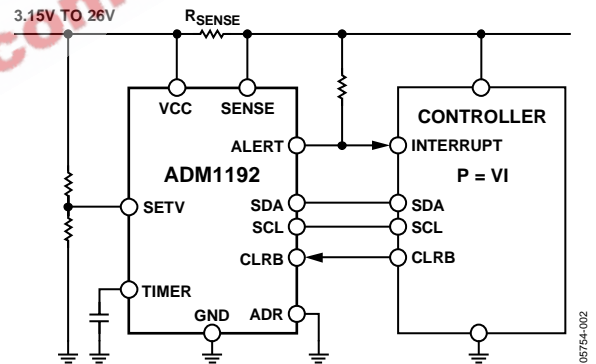 3.15V TO 26V
RSENSE
VCC
SENSE
ALERT
ADM1192
SETV
SDA
SCL
CLRB
TIMER
GND
ADR
CONTROLLER
INTERRUPT
P = VI
SDA
SCL
CLRB
05754-002
com